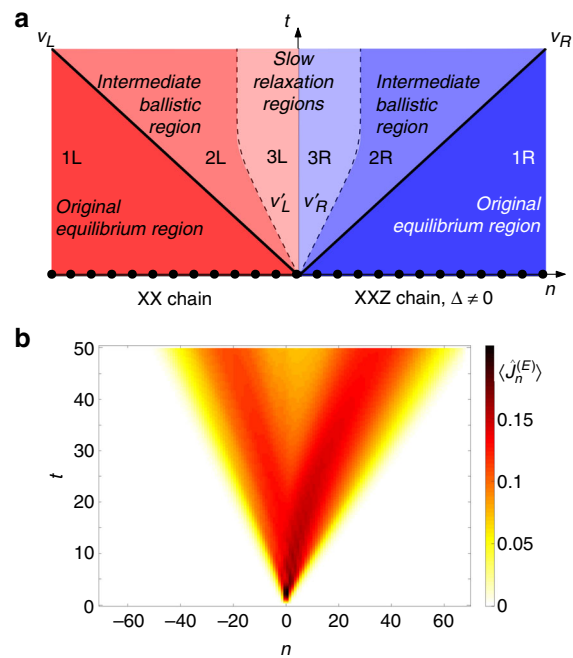 a
t
v_L
v_R
Slow
relaxation
regions
Intermediate
ballistic
region
Intermediate
ballistic
region
1L
2L
3L
3R
2R
1R
v'_L
v'_R
Original
equilibrium region
Original
equilibrium region
n
XX chain
XXZ chain, Δ ≠ 0
b
50
40
30
20
10
0
t
−60
−40
−20
0
20
40
60
n
⟨Ĵ_n^(E)⟩
0.15
0.1
0.05
0